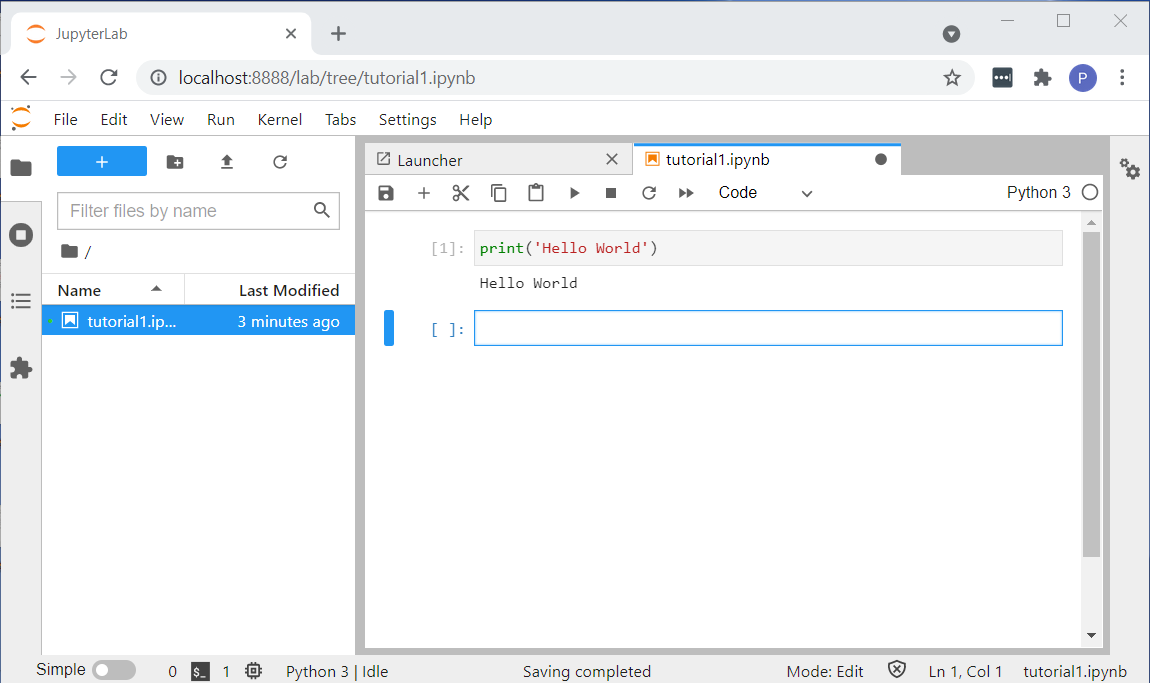 JupyterLab
localhost:8888/lab/tree/tutorial1.ipynb
P
File Edit View Run Kernel Tabs Settings Help
+
Filter files by name
/
Name Last Modified
tutorial1.ip... 3 minutes ago
Launcher
tutorial1.ipynb
Code
Python 3
[1]: print('Hello World')
Hello World
[ ]:
Simple 0 $_ 1 Python 3 | Idle Saving completed Mode: Edit Ln 1, Col 1 tutorial1.ipynb